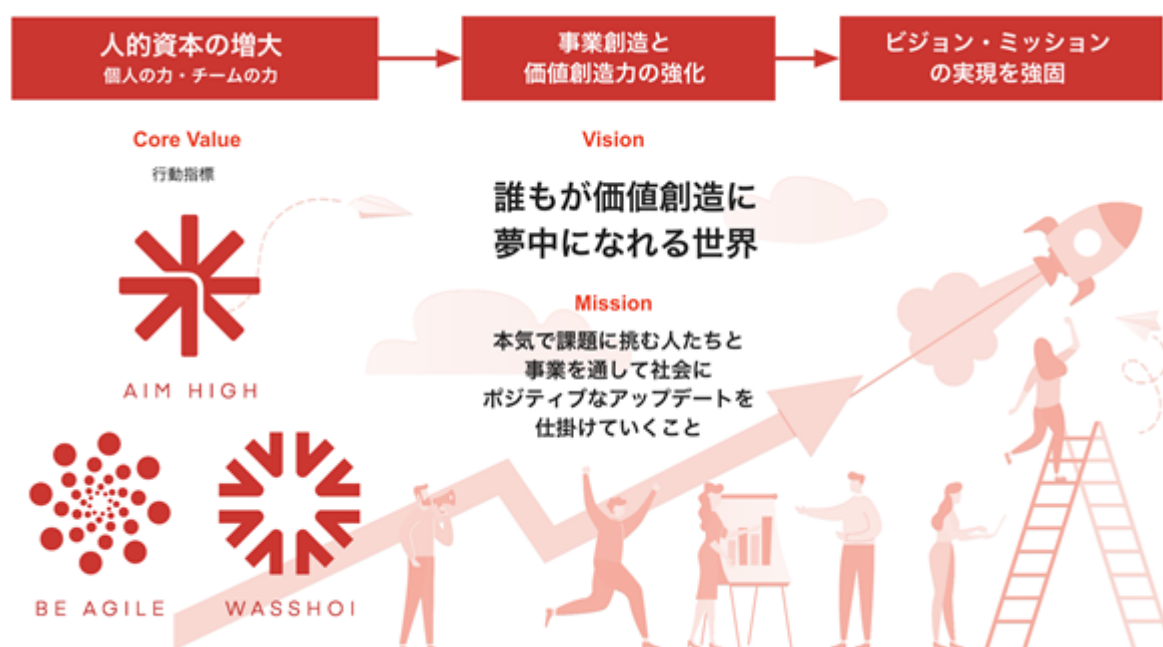 人的資本の増大
個人の力・チームの力
事業創造と
価値創造力の強化
ビジョン・ミッション
の実現を強固
Core Value
行動指標
AIM HIGH
BE AGILE
WASSHOI
Vision
誰もが価値創造に
夢中になれる世界
Mission
本気で課題に挑む人たちと
事業を通して社会に
ポジティブなアップデートを
仕掛けていくこと